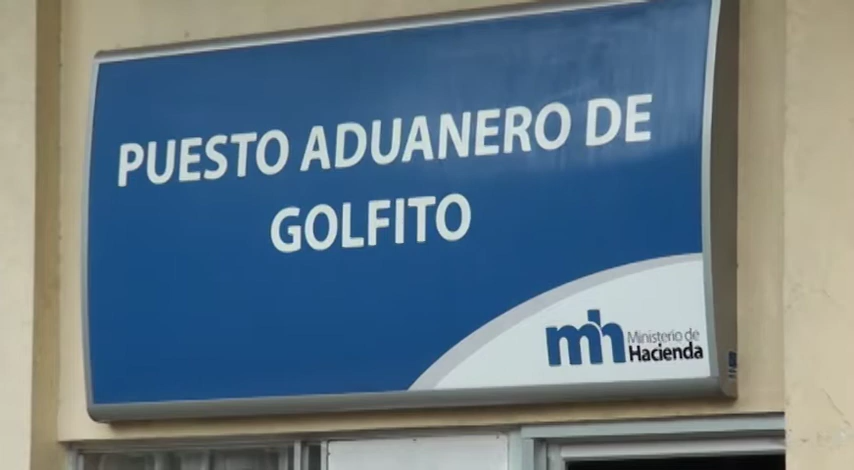 PUESTO ADUANERO DE
GOLFITO
mh
Ministerio de
Hacienda